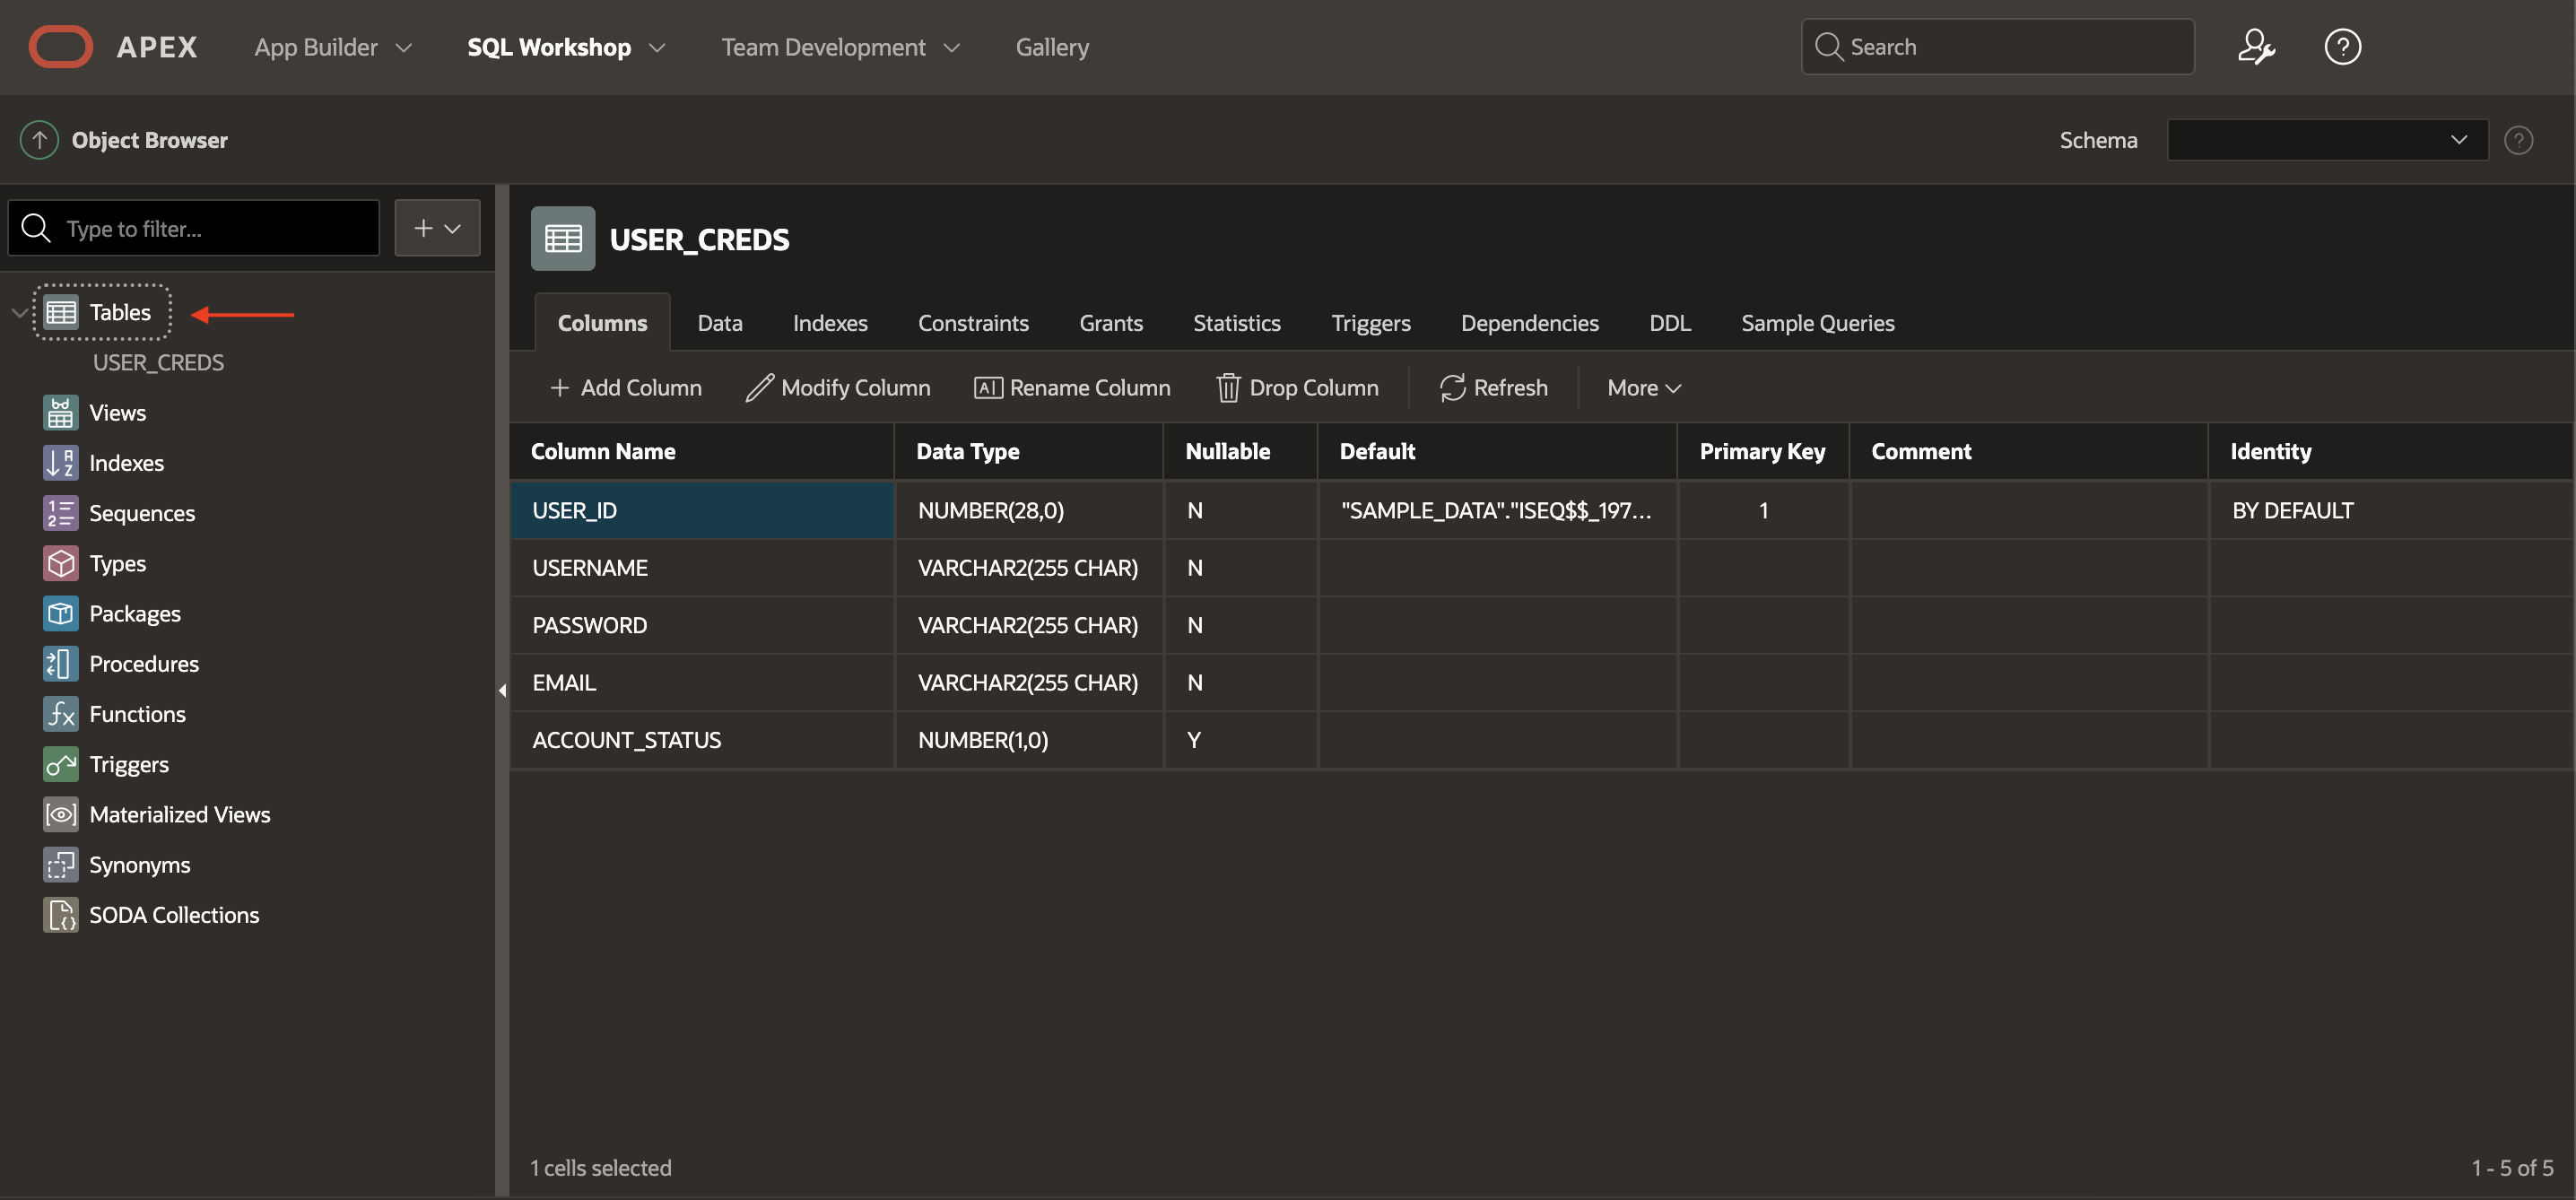 APEX App Builder SQL Workshop Team Development Gallery Search
Object Browser Schema
Type to filter...
Tables
USER_CREDS
Views
Indexes
Sequences
Types
Packages
Procedures
Functions
Triggers
Materialized Views
Synonyms
SODA Collections
USER_CREDS
Columns Data Indexes Constraints Grants Statistics Triggers Dependencies DDL Sample Queries
Add Column Modify Column Rename Column Drop Column Refresh More
Column Name Data Type Nullable Default Primary Key Comment Identity
USER_ID NUMBER(28,0) N "SAMPLE_DATA"."ISEQ$$_197... 1 BY DEFAULT
USERNAME VARCHAR2(255 CHAR) N
PASSWORD VARCHAR2(255 CHAR) N
EMAIL VARCHAR2(255 CHAR) N
ACCOUNT_STATUS NUMBER(1,0) Y
1 cells selected 1 - 5 of 5